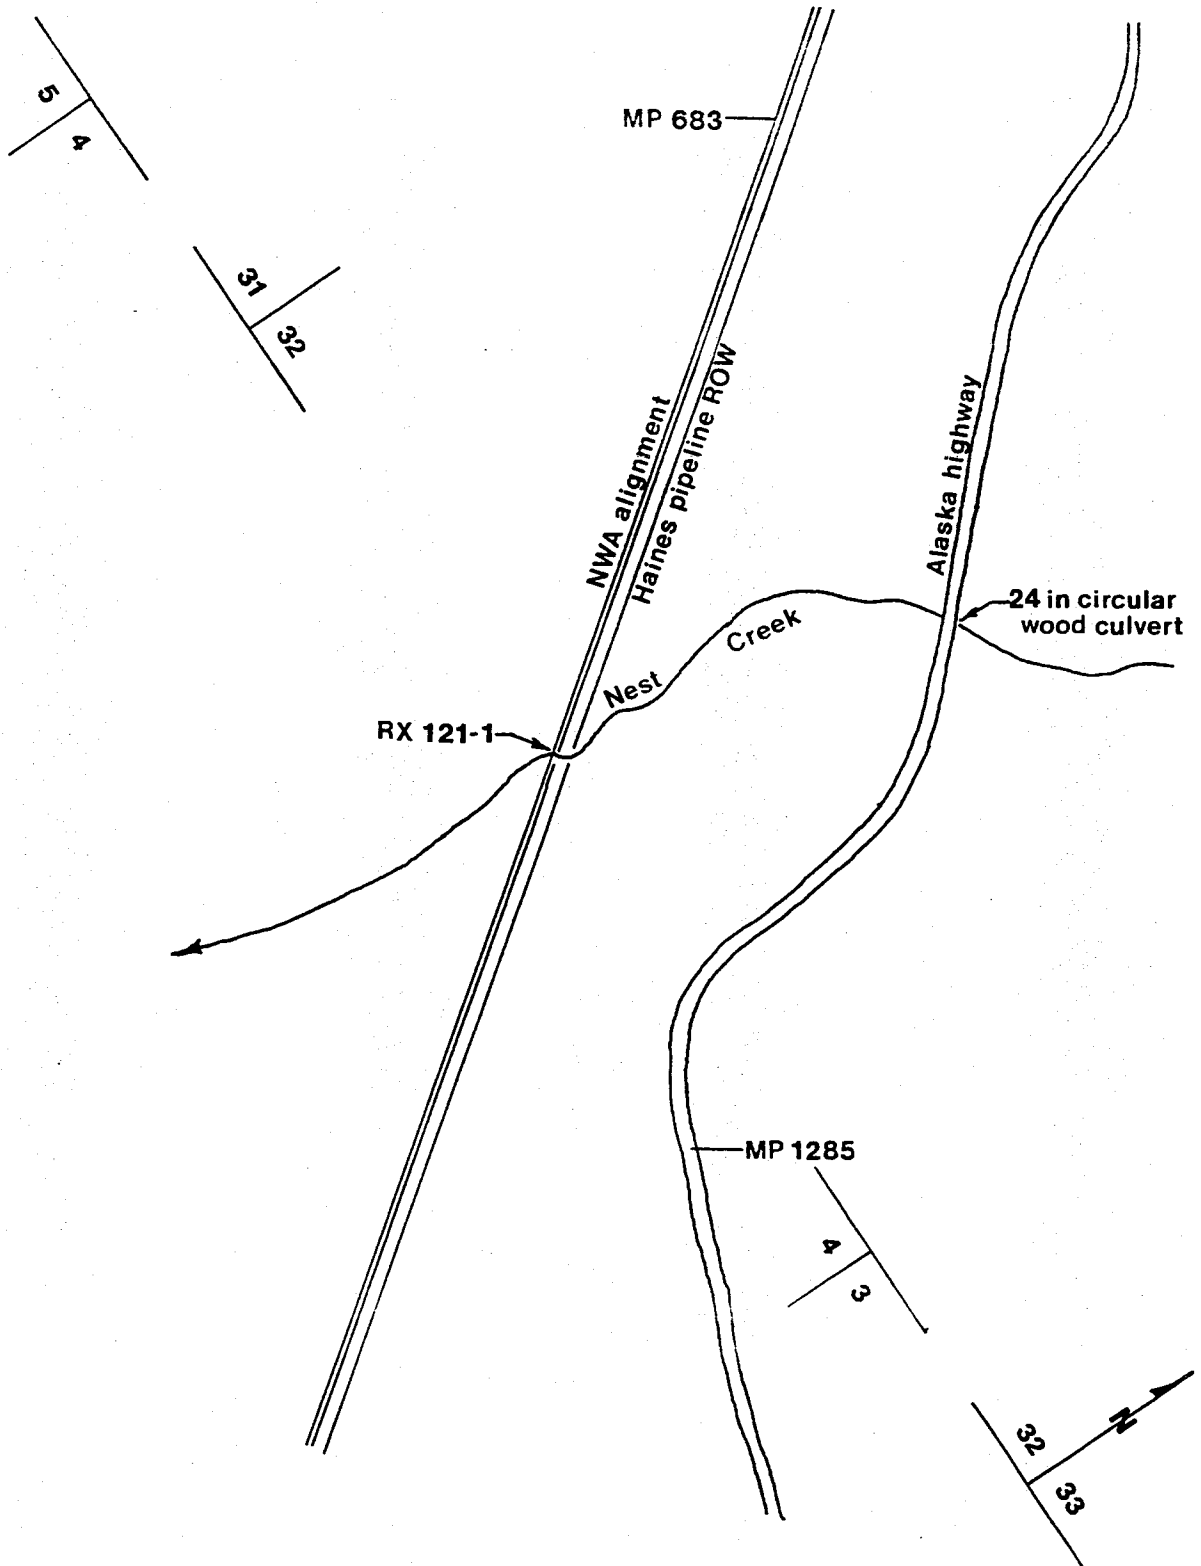 MP 683
5
4
31
32
NWA alignment
Haines pipeline ROW
Alaska highway
24 in circular
wood culvert
Nest Creek
RX 121-1
MP 1285
4
3
N
32
33